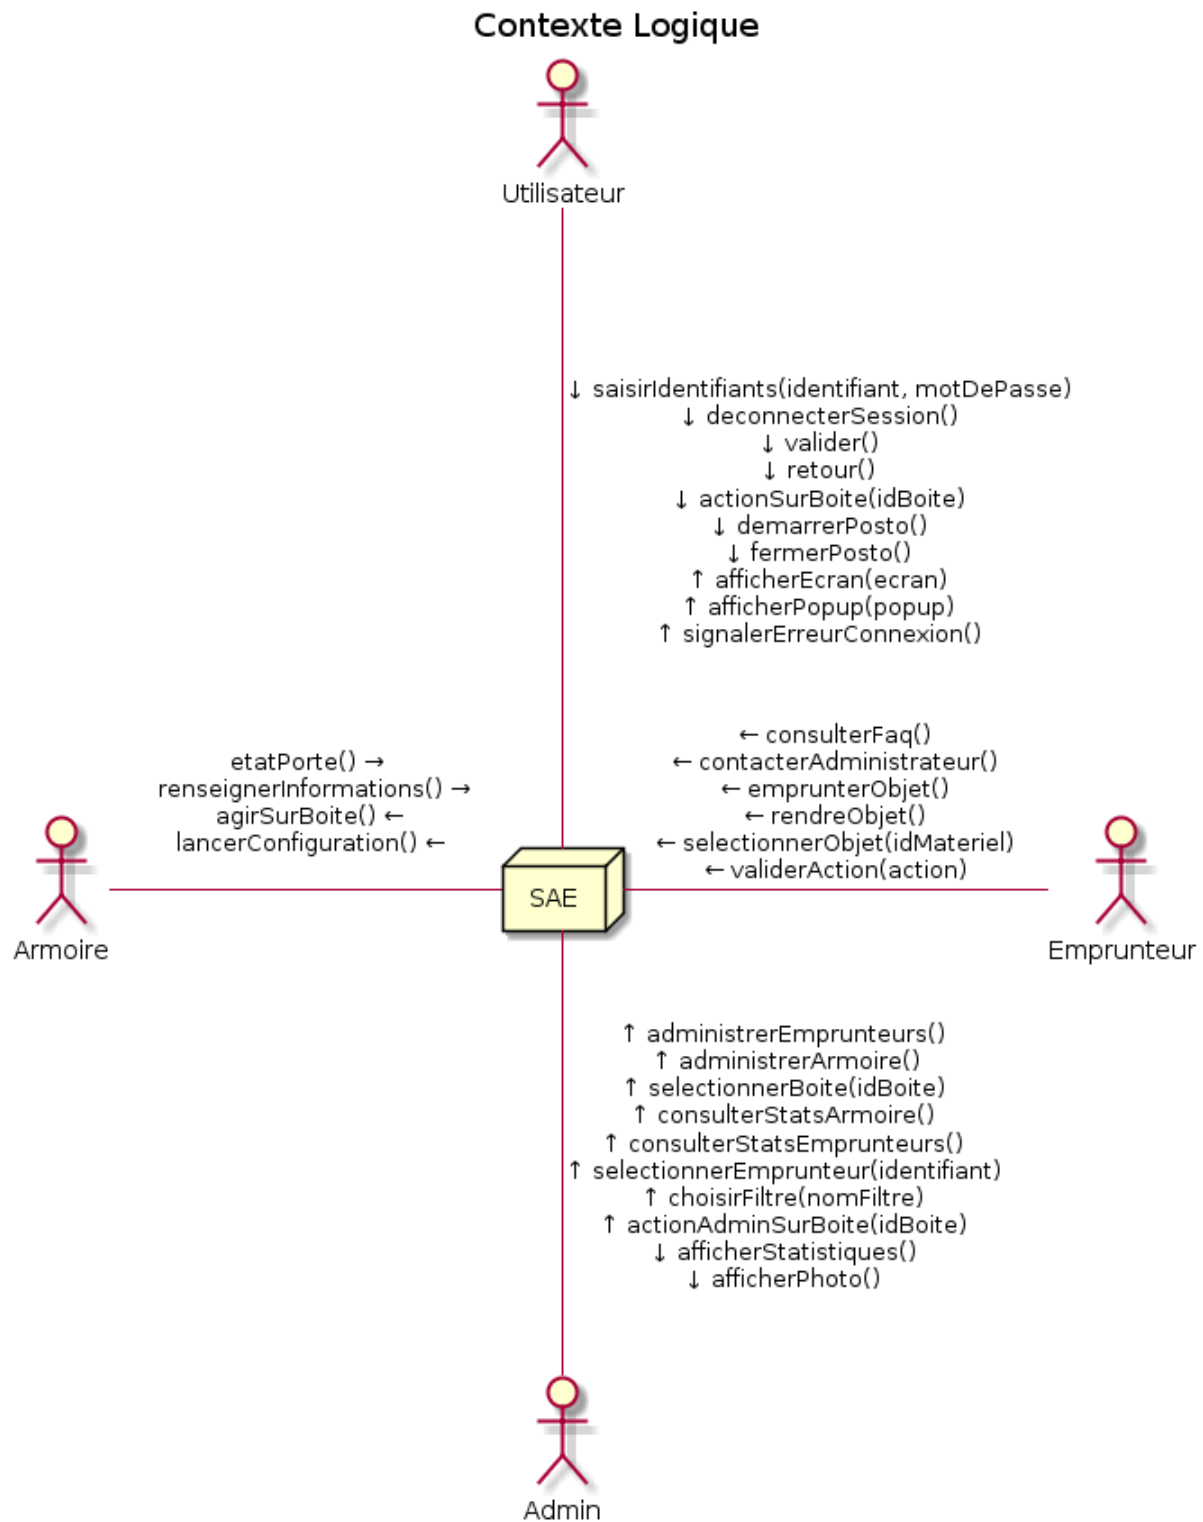 Contexte Logique
Utilisateur
↓ saisirIdentifiants(identifiant, motDePasse)
↓ deconnecterSession()
↓ valider()
↓ retour()
↓ actionSurBoite(idBoite)
↓ demarrerPosto()
↓ fermerPosto()
↑ afficherEcran(ecran)
↑ afficherPopup(popup)
↑ signalerErreurConnexion()
etatPorte() →
renseignerInformations() →
agirSurBoite() ←
lancerConfiguration() ←
← consulterFaq()
← contacterAdministrateur()
← emprunterObjet()
← rendreObjet()
← selectionnerObjet(idMateriel)
← validerAction(action)
Armoire
SAE
Emprunteur
↑ administrerEmprunteurs()
↑ administrerArmoire()
↑ selectionnerBoite(idBoite)
↑ consulterStatsArmoire()
↑ consulterStatsEmprunteurs()
↑ selectionnerEmprunteur(identifiant)
↑ choisirFiltre(nomFiltre)
↑ actionAdminSurBoite(idBoite)
↓ afficherStatistiques()
↓ afficherPhoto()
Admin